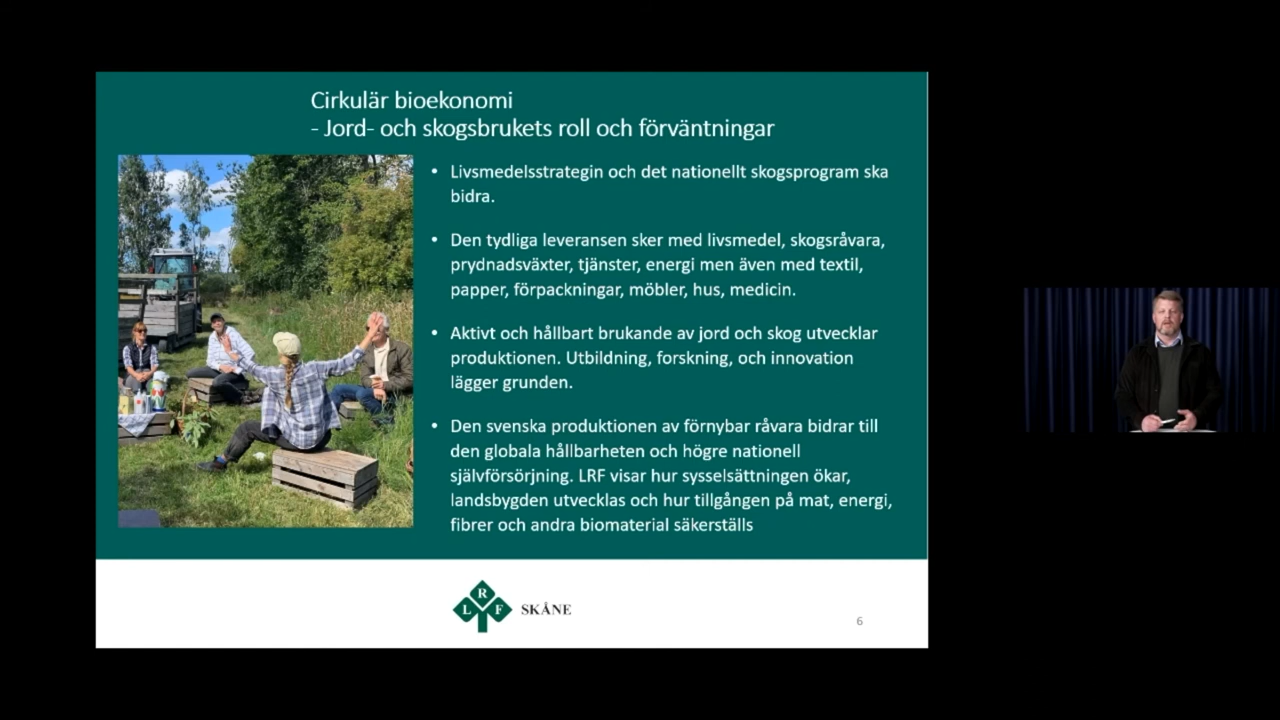 Cirkulär bioekonomi
- Jord- och skogsbrukets roll och förväntningar
• Livsmedelsstrategin och det nationellt skogsprogram ska
bidra.
• Den tydliga leveransen sker med livsmedel, skogsråvara,
prydnadsväxter, tjänster, energi men även med textil,
papper, förpackningar, möbler, hus, medicin.
• Aktivt och hållbart brukande av jord och skog utvecklar
produktionen. Utbildning, forskning, och innovation
lägger grunden.
• Den svenska produktionen av förnybar råvara bidrar till
den globala hållbarheten och högre nationell
självförsörjning. LRF visar hur sysselsättningen ökar,
landsbygden utvecklas och hur tillgången på mat, energi,
fibrer och andra biomaterial säkerställs
LRF SKÅNE
6